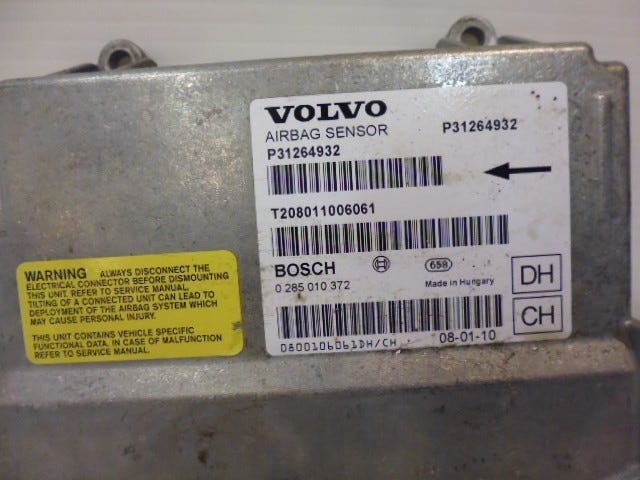 VOLVO
AIRBAG SENSOR P31264932
P31264932
T208011006061
BOSCH 658
0 285 010 372 Made in Hungary
DH
CH
0800106061DH/CH 08-01-10
WARNING ALWAYS DISCONNECT THE
ELECTRICAL CONNECTOR BEFORE DISMOUNTING
THIS UNIT. REFER TO SERVICE MANUAL.
TILTING OF A CONNECTED UNIT CAN LEAD TO
DEPLOYMENT OF THE AIRBAG SYSTEM WHICH
MAY CAUSE PERSONAL INJURY.
THIS UNIT CONTAINS VEHICLE SPECIFIC
FUNCTIONAL DATA. IN CASE OF MALFUNCTION
REFER TO SERVICE MANUAL.